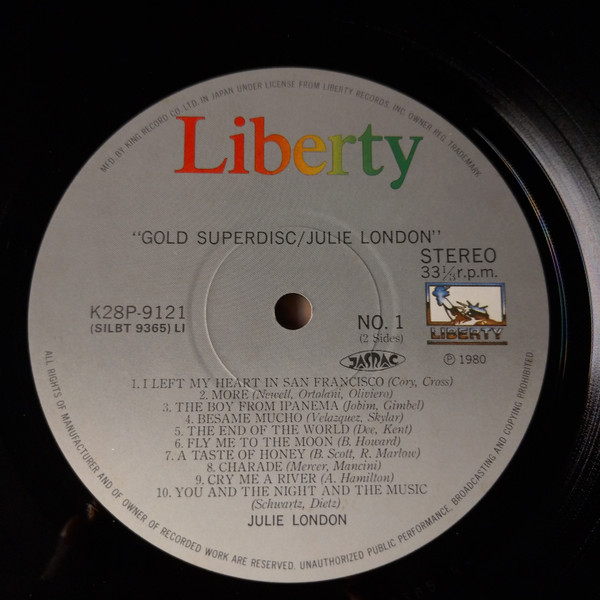 MFD. BY KING RECORD CO. LTD. IN JAPAN UNDER LICENSE FROM LIBERTY RECORDS, INC. OWNER REG. TRADEMARK.
Liberty
"GOLD SUPERDISC/JULIE LONDON"
STEREO
33⅓r.p.m.
K28P-9121
(SILBT 9365) LI
NO. 1
(2 Sides)
LIBERTY
JASRAC
Ⓟ 1980
1. I LEFT MY HEART IN SAN FRANCISCO (Cory, Cross)
2. MORE (Newell, Ortolani, Oliviero)
3. THE BOY FROM IPANEMA (Jobim, Gimbel)
4. BESAME MUCHO (Velazquez, Skylar)
5. THE END OF THE WORLD (Dee, Kent)
6. FLY ME TO THE MOON (B. Howard)
7. A TASTE OF HONEY (B. Scott, R. Marlow)
8. CHARADE (Mercer, Mancini)
9. CRY ME A RIVER (A. Hamilton)
10. YOU AND THE NIGHT AND THE MUSIC
(Schwartz, Dietz)
JULIE LONDON
ALL RIGHTS OF MANUFACTURER AND OF OWNER OF RECORDED WORK ARE RESERVED. UNAUTHORIZED PUBLIC PERFORMANCE, BROADCASTING AND COPYING PROHIBITED.